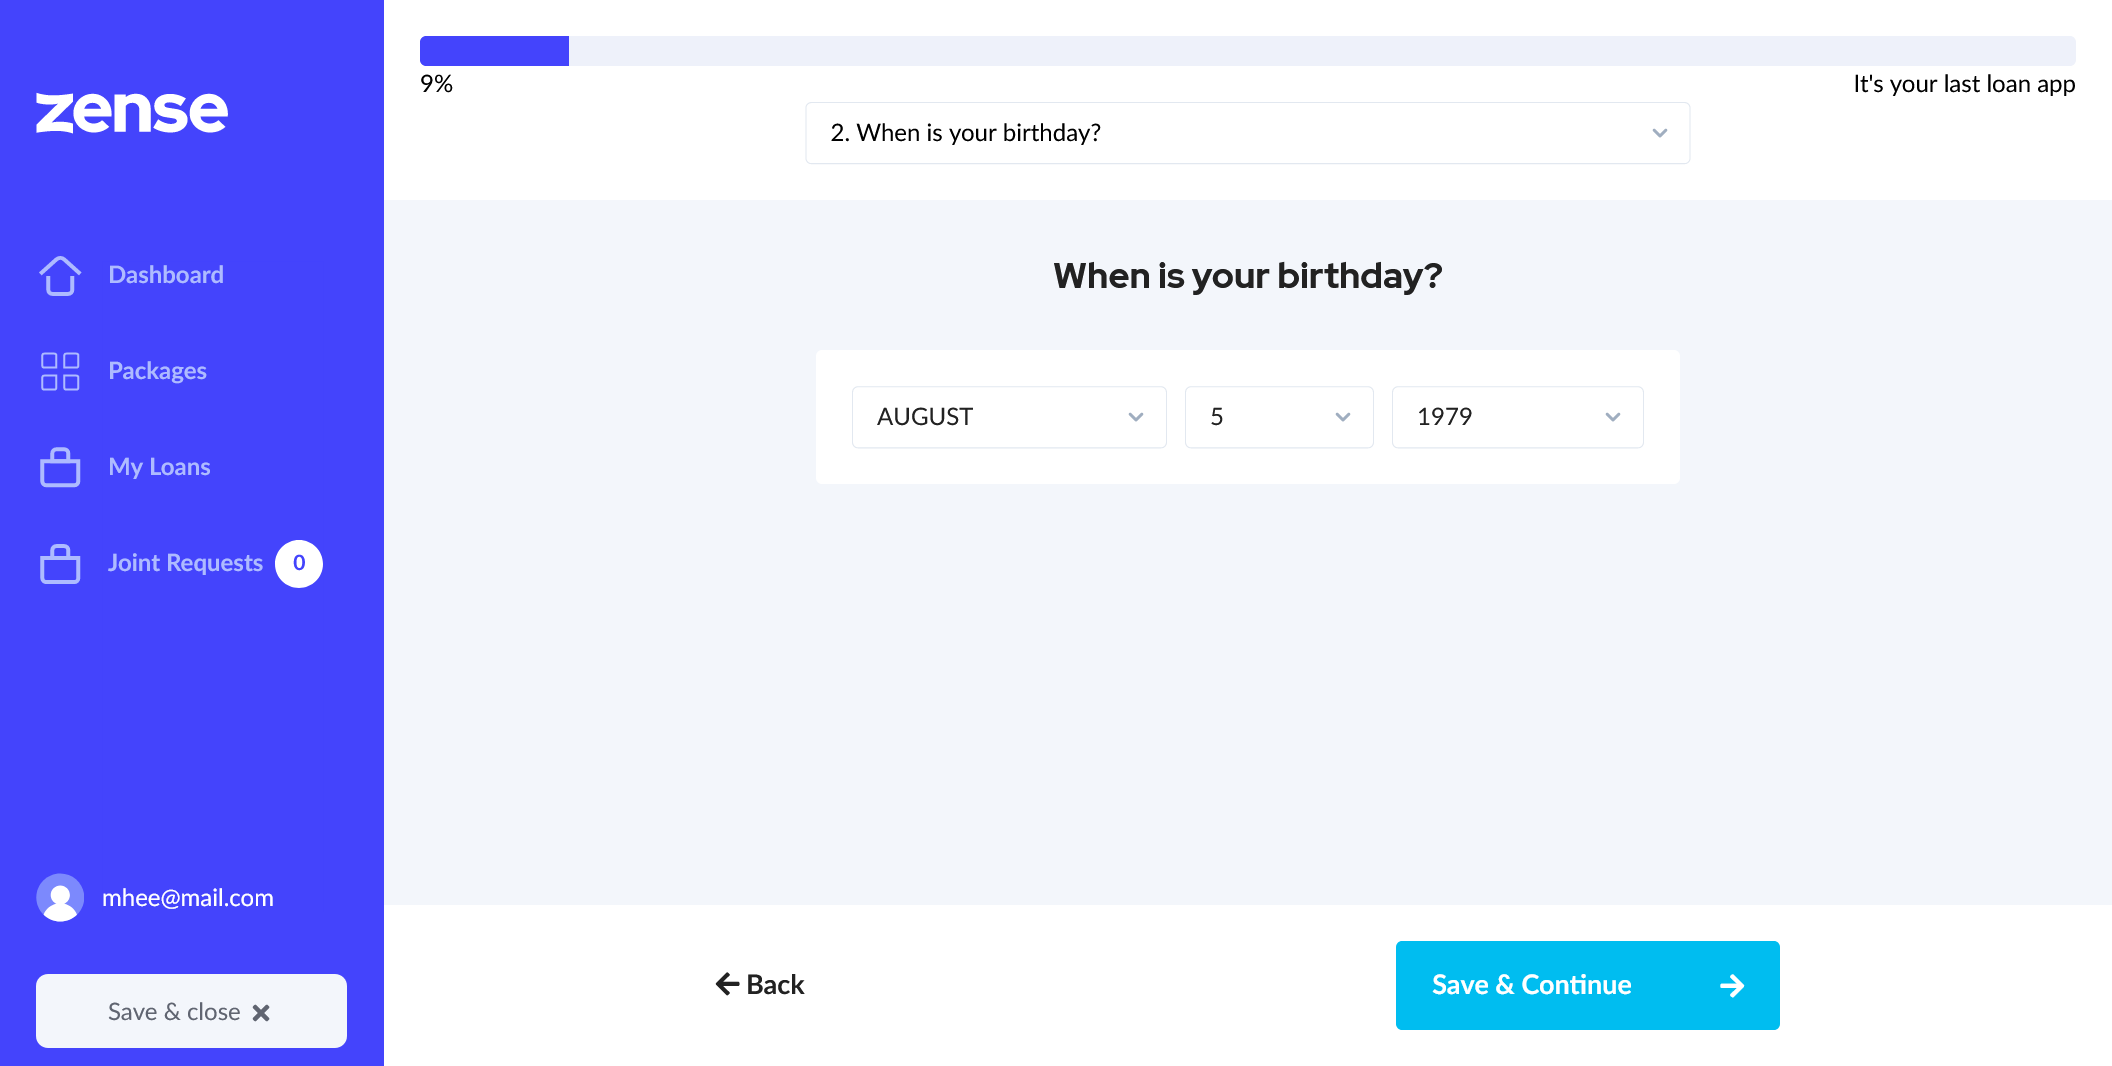 zense
Dashboard
Packages
My Loans
Joint Requests 0
mhee@mail.com
Save & close
9%
It's your last loan app
2. When is your birthday?
When is your birthday?
AUGUST 5 1979
Back
Save & Continue